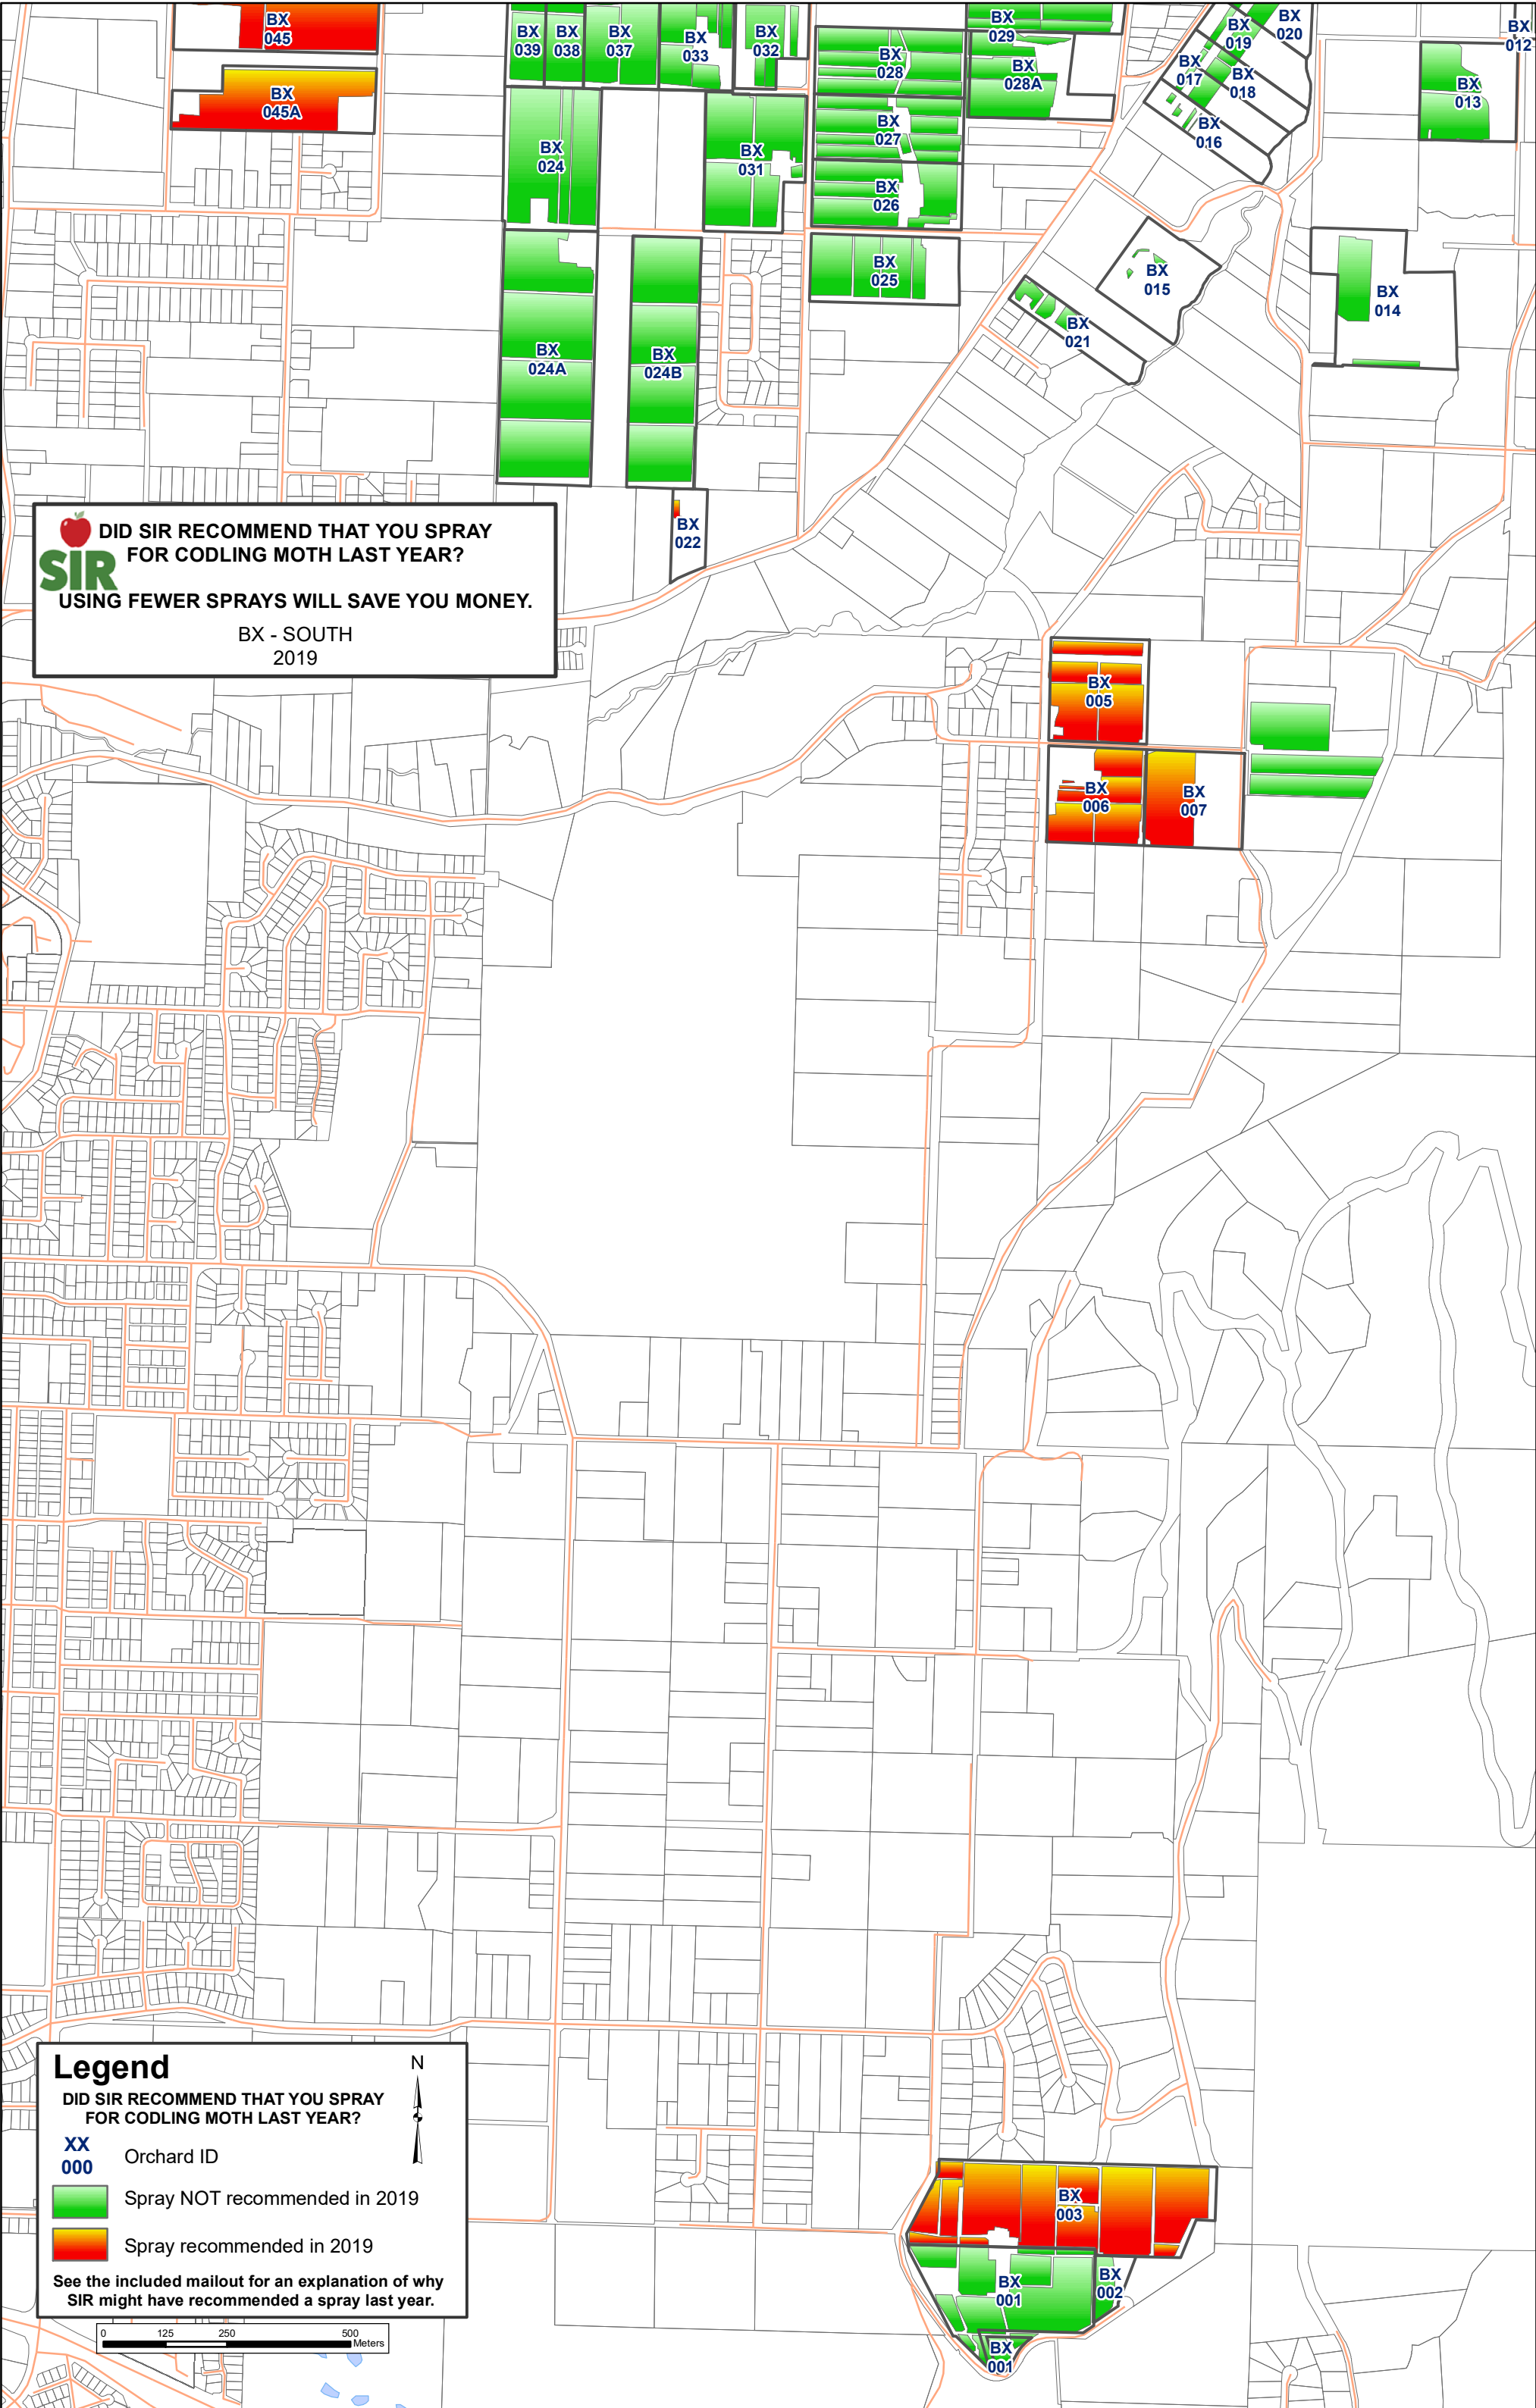 BX
045
BX
045A
BX
039
BX
038
BX
037
BX
033
BX
032
BX
028
BX
029
BX
028A
BX
019
BX
020
BX
017
BX
018
BX
016
BX
012
BX
013
BX
024
BX
031
BX
027
BX
026
BX
025
BX
015
BX
021
BX
014
BX
024A
BX
024B
BX
022
SIR
DID SIR RECOMMEND THAT YOU SPRAY
FOR CODLING MOTH LAST YEAR?
USING FEWER SPRAYS WILL SAVE YOU MONEY.
BX - SOUTH
2019
BX
005
BX
006
BX
007
BX
003
BX
001
BX
002
BX
001
Legend
N
DID SIR RECOMMEND THAT YOU SPRAY
FOR CODLING MOTH LAST YEAR?
XX
000
Orchard ID
Spray NOT recommended in 2019
Spray recommended in 2019
See the included mailout for an explanation of why
SIR might have recommended a spray last year.
0 125 250 500
Meters